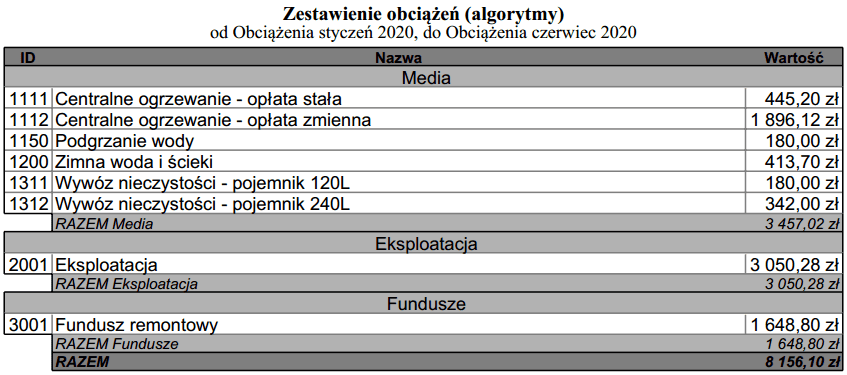 Zestawienie obciążeń (algorytmy)
od Obciążenia styczeń 2020, do Obciążenia czerwiec 2020
ID Nazwa Wartość
Media
1111 Centralne ogrzewanie - opłata stała 445,20 zł
1112 Centralne ogrzewanie - opłata zmienna 1 896,12 zł
1150 Podgrzanie wody 180,00 zł
1200 Zimna woda i ścieki 413,70 zł
1311 Wywóz nieczystości - pojemnik 120L 180,00 zł
1312 Wywóz nieczystości - pojemnik 240L 342,00 zł
RAZEM Media 3 457,02 zł
Eksploatacja
2001 Eksploatacja 3 050,28 zł
RAZEM Eksploatacja 3 050,28 zł
Fundusze
3001 Fundusz remontowy 1 648,80 zł
RAZEM Fundusze 1 648,80 zł
RAZEM 8 156,10 zł